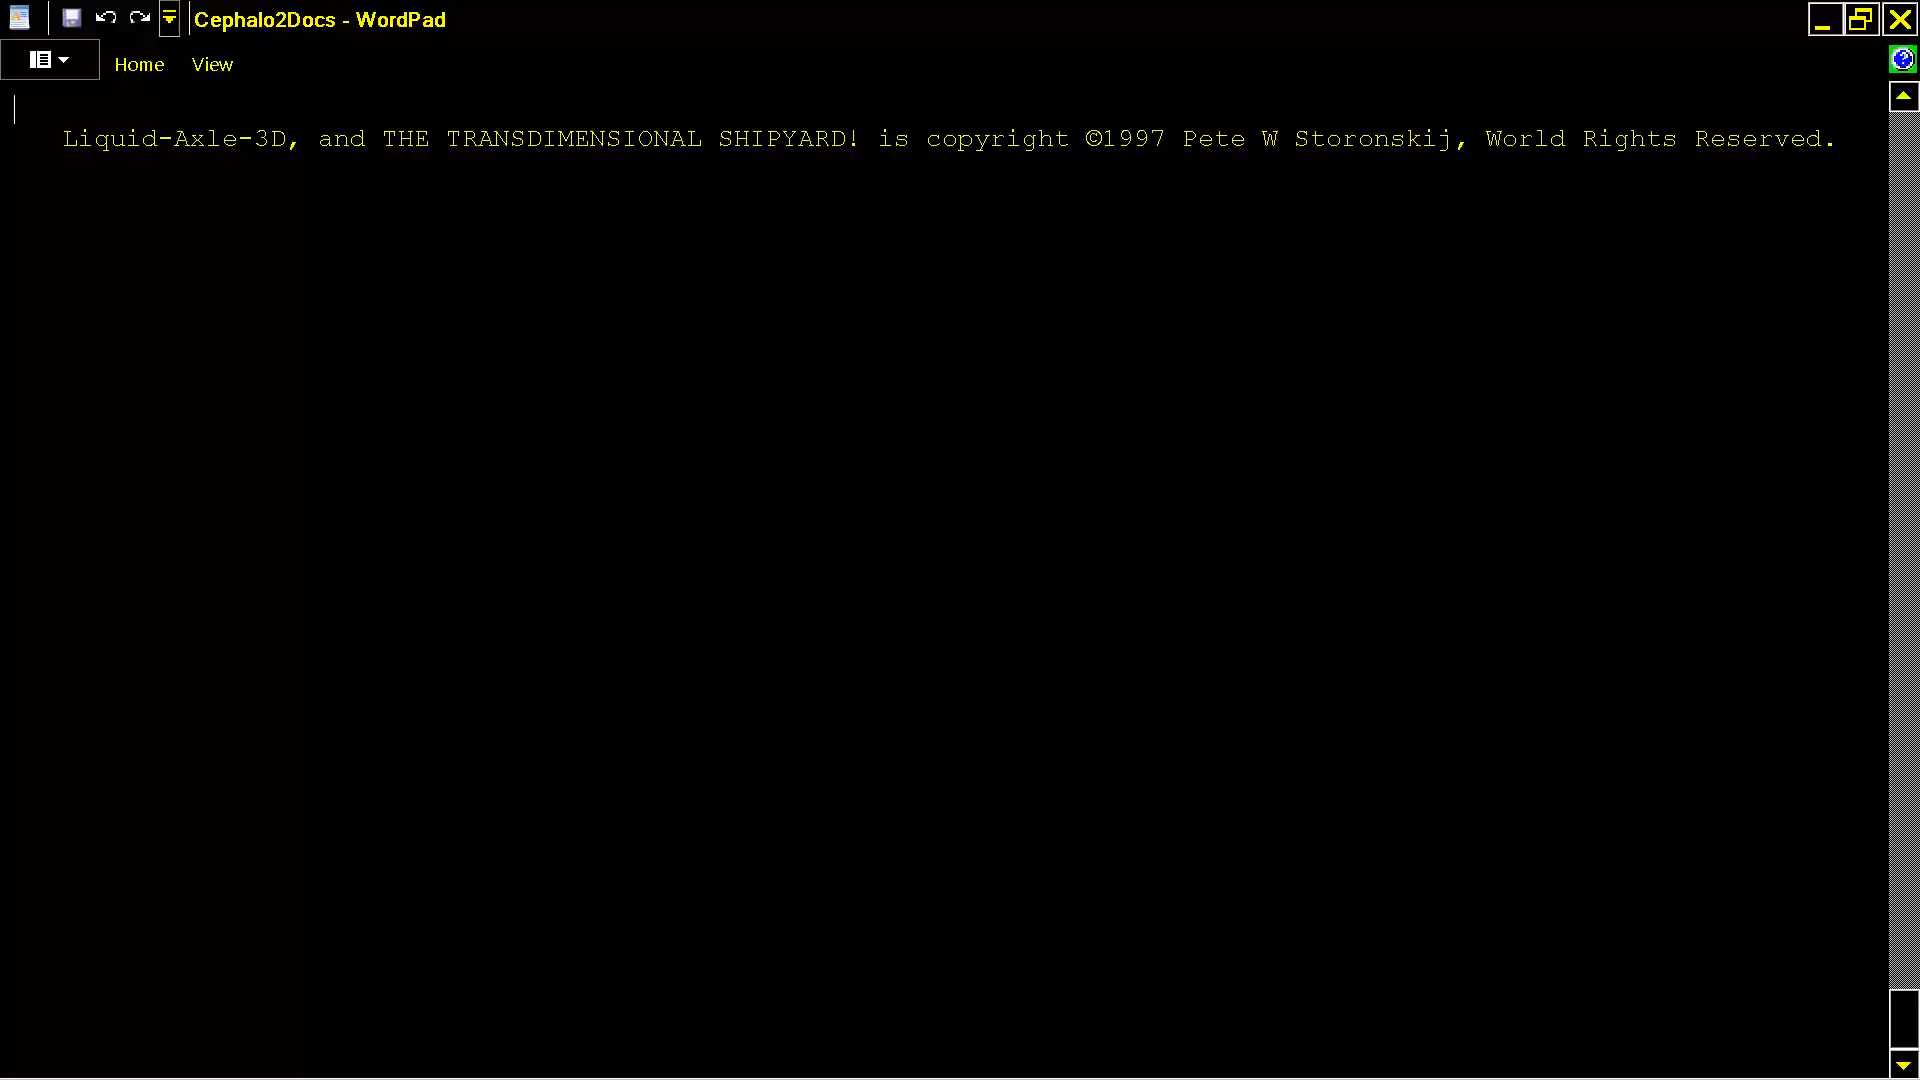 Cephalo2Docs - WordPad
Home View
Liquid-Axle-3D, and THE TRANSDIMENSIONAL SHIPYARD! is copyright ©1997 Pete W Storonskij, World Rights Reserved.